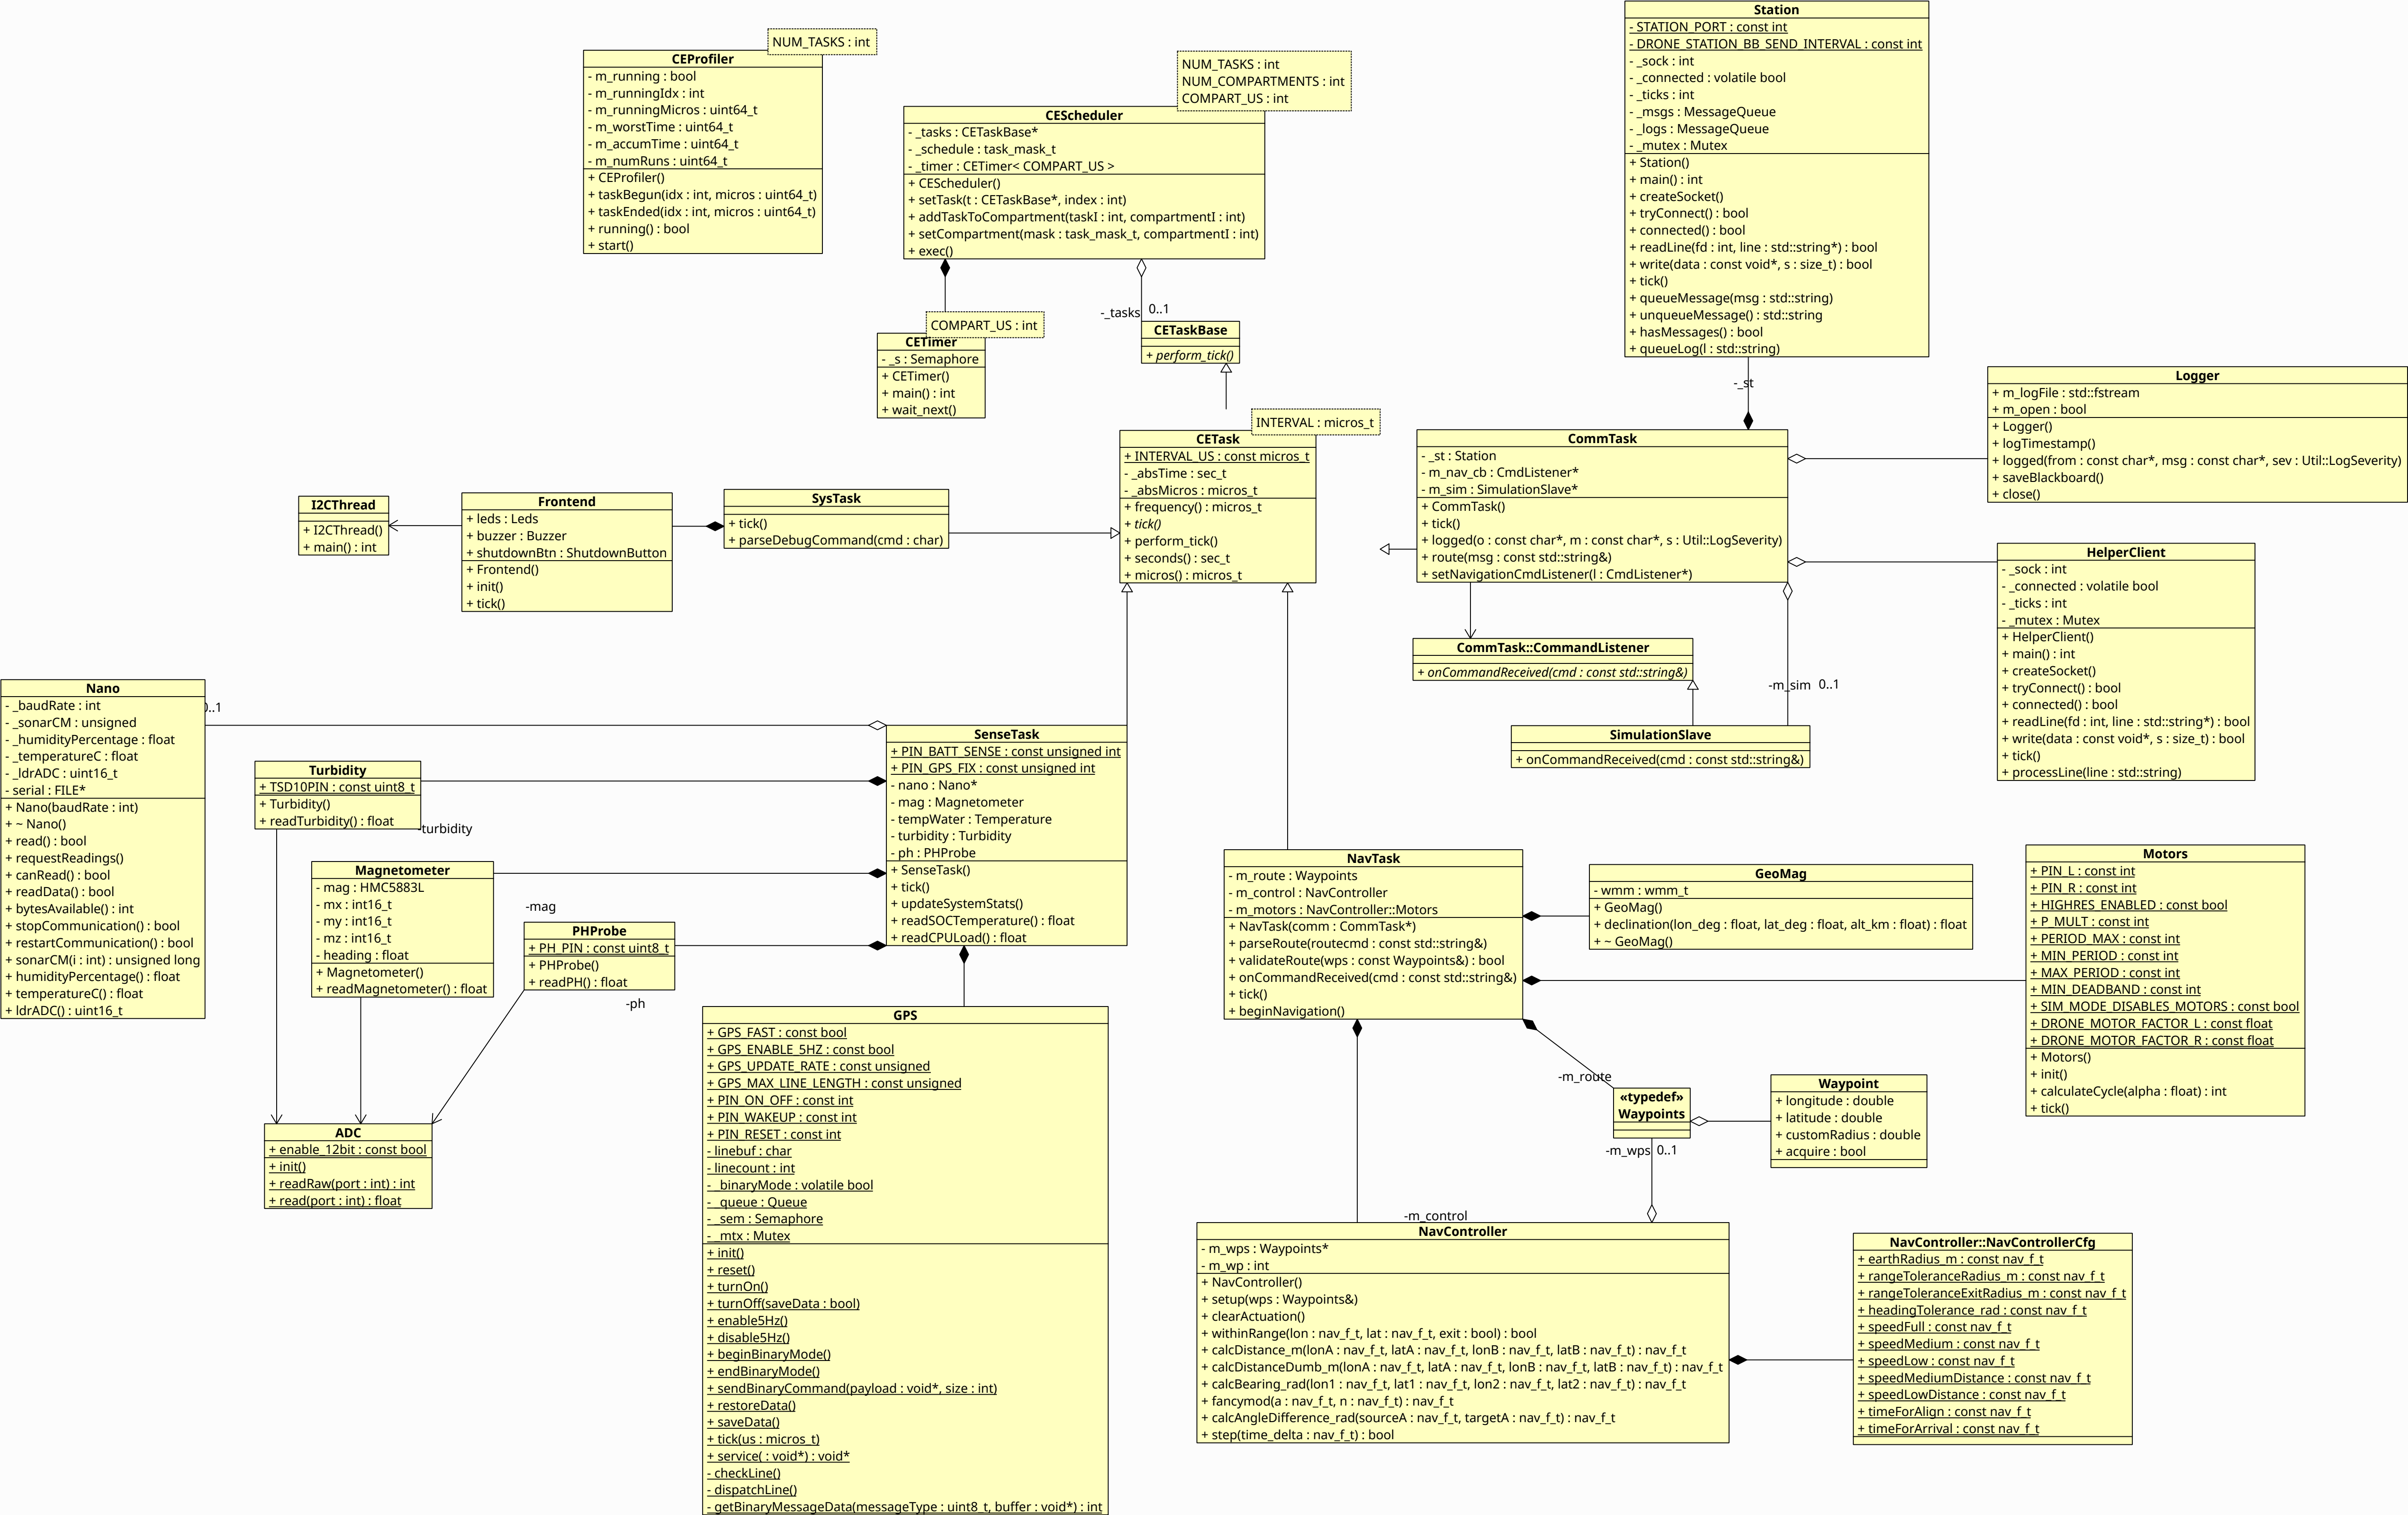 Station
- STATION_PORT : const int
- DRONE_STATION_BB_SEND_INTERVAL : const int
- _sock : int
- _connected : volatile bool
- _ticks : int
- _msgs : MessageQueue
- _logs : MessageQueue
- _mutex : Mutex
+ Station()
+ main() : int
+ createSocket()
+ tryConnect() : bool
+ connected() : bool
+ readLine(fd : int, line : std::string*) : bool
+ write(data : const void*, s : size_t) : bool
+ tick()
+ queueMessage(msg : std::string)
+ unqueueMessage() : std::string
+ hasMessages() : bool
+ queueLog(l : std::string)
-_st
NUM_TASKS : int
CEProfiler
- m_running : bool
- m_runningIdx : int
- m_runningMicros : uint64_t
- m_worstTime : uint64_t
- m_accumTime : uint64_t
- m_numRuns : uint64_t
+ CEProfiler()
+ taskBegun(idx : int, micros : uint64_t)
+ taskEnded(idx : int, micros : uint64_t)
+ running() : bool
+ start()
NUM_TASKS : int
NUM_COMPARTMENTS : int
COMPART_US : int
CEScheduler
- _tasks : CETaskBase*
- _schedule : task_mask_t
- _timer : CETimer< COMPART_US >
+ CEScheduler()
+ setTask(t : CETaskBase*, index : int)
+ addTaskToCompartment(taskI : int, compartmentI : int)
+ setCompartment(mask : task_mask_t, compartmentI : int)
+ exec()
-_tasks 0..1
COMPART_US : int
CETimer
- _s : Semaphore
+ CETimer()
+ main() : int
+ wait_next()
CETaskBase
+ perform_tick()
Logger
+ m_logFile : std::fstream
+ m_open : bool
+ Logger()
+ logTimestamp()
+ logged(from : const char*, msg : const char*, sev : Util::LogSeverity)
+ saveBlackboard()
+ close()
INTERVAL : micros_t
CETask
+ INTERVAL_US : const micros_t
- _absTime : sec_t
- _absMicros : micros_t
+ frequency() : micros_t
+ tick()
+ perform_tick()
+ seconds() : sec_t
+ micros() : micros_t
CommTask
- _st : Station
- m_nav_cb : CmdListener*
- m_sim : SimulationSlave*
+ CommTask()
+ tick()
+ logged(o : const char*, m : const char*, s : Util::LogSeverity)
+ route(msg : const std::string&)
+ setNavigationCmdListener(l : CmdListener*)
I2CThread
+ I2CThread()
+ main() : int
Frontend
+ leds : Leds
+ buzzer : Buzzer
+ shutdownBtn : ShutdownButton
+ Frontend()
+ init()
+ tick()
SysTask
+ tick()
+ parseDebugCommand(cmd : char)
HelperClient
- _sock : int
- _connected : volatile bool
- _ticks : int
- _mutex : Mutex
+ HelperClient()
+ main() : int
+ createSocket()
+ tryConnect() : bool
+ connected() : bool
+ readLine(fd : int, line : std::string*) : bool
+ write(data : const void*, s : size_t) : bool
+ tick()
+ processLine(line : std::string)
CommTask::CommandListener
+ onCommandReceived(cmd : const std::string&)
-m_sim 0..1
SimulationSlave
+ onCommandReceived(cmd : const std::string&)
Nano
- _baudRate : int
- _sonarCM : unsigned
- _humidityPercentage : float
- _temperatureC : float
- _ldrADC : uint16_t
- serial : FILE*
+ Nano(baudRate : int)
+ ~ Nano()
+ read() : bool
+ requestReadings()
+ canRead() : bool
+ readData() : bool
+ bytesAvailable() : int
+ stopCommunication() : bool
+ restartCommunication() : bool
+ sonarCM(i : int) : unsigned long
+ humidityPercentage() : float
+ temperatureC() : float
+ ldrADC() : uint16_t
0..1
Turbidity
+ TSD10PIN : const uint8_t
+ Turbidity()
+ readTurbidity() : float
-turbidity
SenseTask
+ PIN_BATT_SENSE : const unsigned int
+ PIN_GPS_FIX : const unsigned int
- nano : Nano*
- mag : Magnetometer
- tempWater : Temperature
- turbidity : Turbidity
- ph : PHProbe
+ SenseTask()
+ tick()
+ updateSystemStats()
+ readSOCTemperature() : float
+ readCPULoad() : float
Magnetometer
- mag : HMC5883L
- mx : int16_t
- my : int16_t
- mz : int16_t
- heading : float
+ Magnetometer()
+ readMagnetometer() : float
-mag
PHProbe
+ PH_PIN : const uint8_t
+ PHProbe()
+ readPH() : float
-ph
ADC
+ enable_12bit : const bool
+ init()
+ readRaw(port : int) : int
+ read(port : int) : float
GPS
+ GPS_FAST : const bool
+ GPS_ENABLE_5HZ : const bool
+ GPS_UPDATE_RATE : const unsigned
+ GPS_MAX_LINE_LENGTH : const unsigned
+ PIN_ON_OFF : const int
+ PIN_WAKEUP : const int
+ PIN_RESET : const int
- linebuf : char
- linecount : int
- _binaryMode : volatile bool
- _queue : Queue
- _sem : Semaphore
- _mtx : Mutex
+ init()
+ reset()
+ turnOn()
+ turnOff(saveData : bool)
+ enable5Hz()
+ disable5Hz()
+ beginBinaryMode()
+ endBinaryMode()
+ sendBinaryCommand(payload : void*, size : int)
+ restoreData()
+ saveData()
+ tick(us : micros_t)
+ service( : void*) : void*
- checkLine()
- dispatchLine()
- getBinaryMessageData(messageType : uint8_t, buffer : void*) : int
NavTask
- m_route : Waypoints
- m_control : NavController
- m_motors : NavController::Motors
+ NavTask(comm : CommTask*)
+ parseRoute(routecmd : const std::string&)
+ validateRoute(wps : const Waypoints&) : bool
+ onCommandReceived(cmd : const std::string&)
+ tick()
+ beginNavigation()
GeoMag
- wmm : wmm_t
+ GeoMag()
+ declination(lon_deg : float, lat_deg : float, alt_km : float) : float
+ ~ GeoMag()
Motors
+ PIN_L : const int
+ PIN_R : const int
+ HIGHRES_ENABLED : const bool
+ P_MULT : const int
+ PERIOD_MAX : const int
+ MIN_PERIOD : const int
+ MAX_PERIOD : const int
+ MIN_DEADBAND : const int
+ SIM_MODE_DISABLES_MOTORS : const bool
+ DRONE_MOTOR_FACTOR_L : const float
+ DRONE_MOTOR_FACTOR_R : const float
+ Motors()
+ init()
+ calculateCycle(alpha : float) : int
+ tick()
-m_route
«typedef»
Waypoints
-m_wps 0..1
Waypoint
+ longitude : double
+ latitude : double
+ customRadius : double
+ acquire : bool
-m_control
NavController
- m_wps : Waypoints*
- m_wp : int
+ NavController()
+ setup(wps : Waypoints&)
+ clearActuation()
+ withinRange(lon : nav_f_t, lat : nav_f_t, exit : bool) : bool
+ calcDistance_m(lonA : nav_f_t, latA : nav_f_t, lonB : nav_f_t, latB : nav_f_t) : nav_f_t
+ calcDistanceDumb_m(lonA : nav_f_t, latA : nav_f_t, lonB : nav_f_t, latB : nav_f_t) : nav_f_t
+ calcBearing_rad(lon1 : nav_f_t, lat1 : nav_f_t, lon2 : nav_f_t, lat2 : nav_f_t) : nav_f_t
+ fancymod(a : nav_f_t, n : nav_f_t) : nav_f_t
+ calcAngleDifference_rad(sourceA : nav_f_t, targetA : nav_f_t) : nav_f_t
+ step(time_delta : nav_f_t) : bool
NavController::NavControllerCfg
+ earthRadius_m : const nav_f_t
+ rangeToleranceRadius_m : const nav_f_t
+ rangeToleranceExitRadius_m : const nav_f_t
+ headingTolerance_rad : const nav_f_t
+ speedFull : const nav_f_t
+ speedMedium : const nav_f_t
+ speedLow : const nav_f_t
+ speedMediumDistance : const nav_f_t
+ speedLowDistance : const nav_f_t
+ timeForAlign : const nav_f_t
+ timeForArrival : const nav_f_t